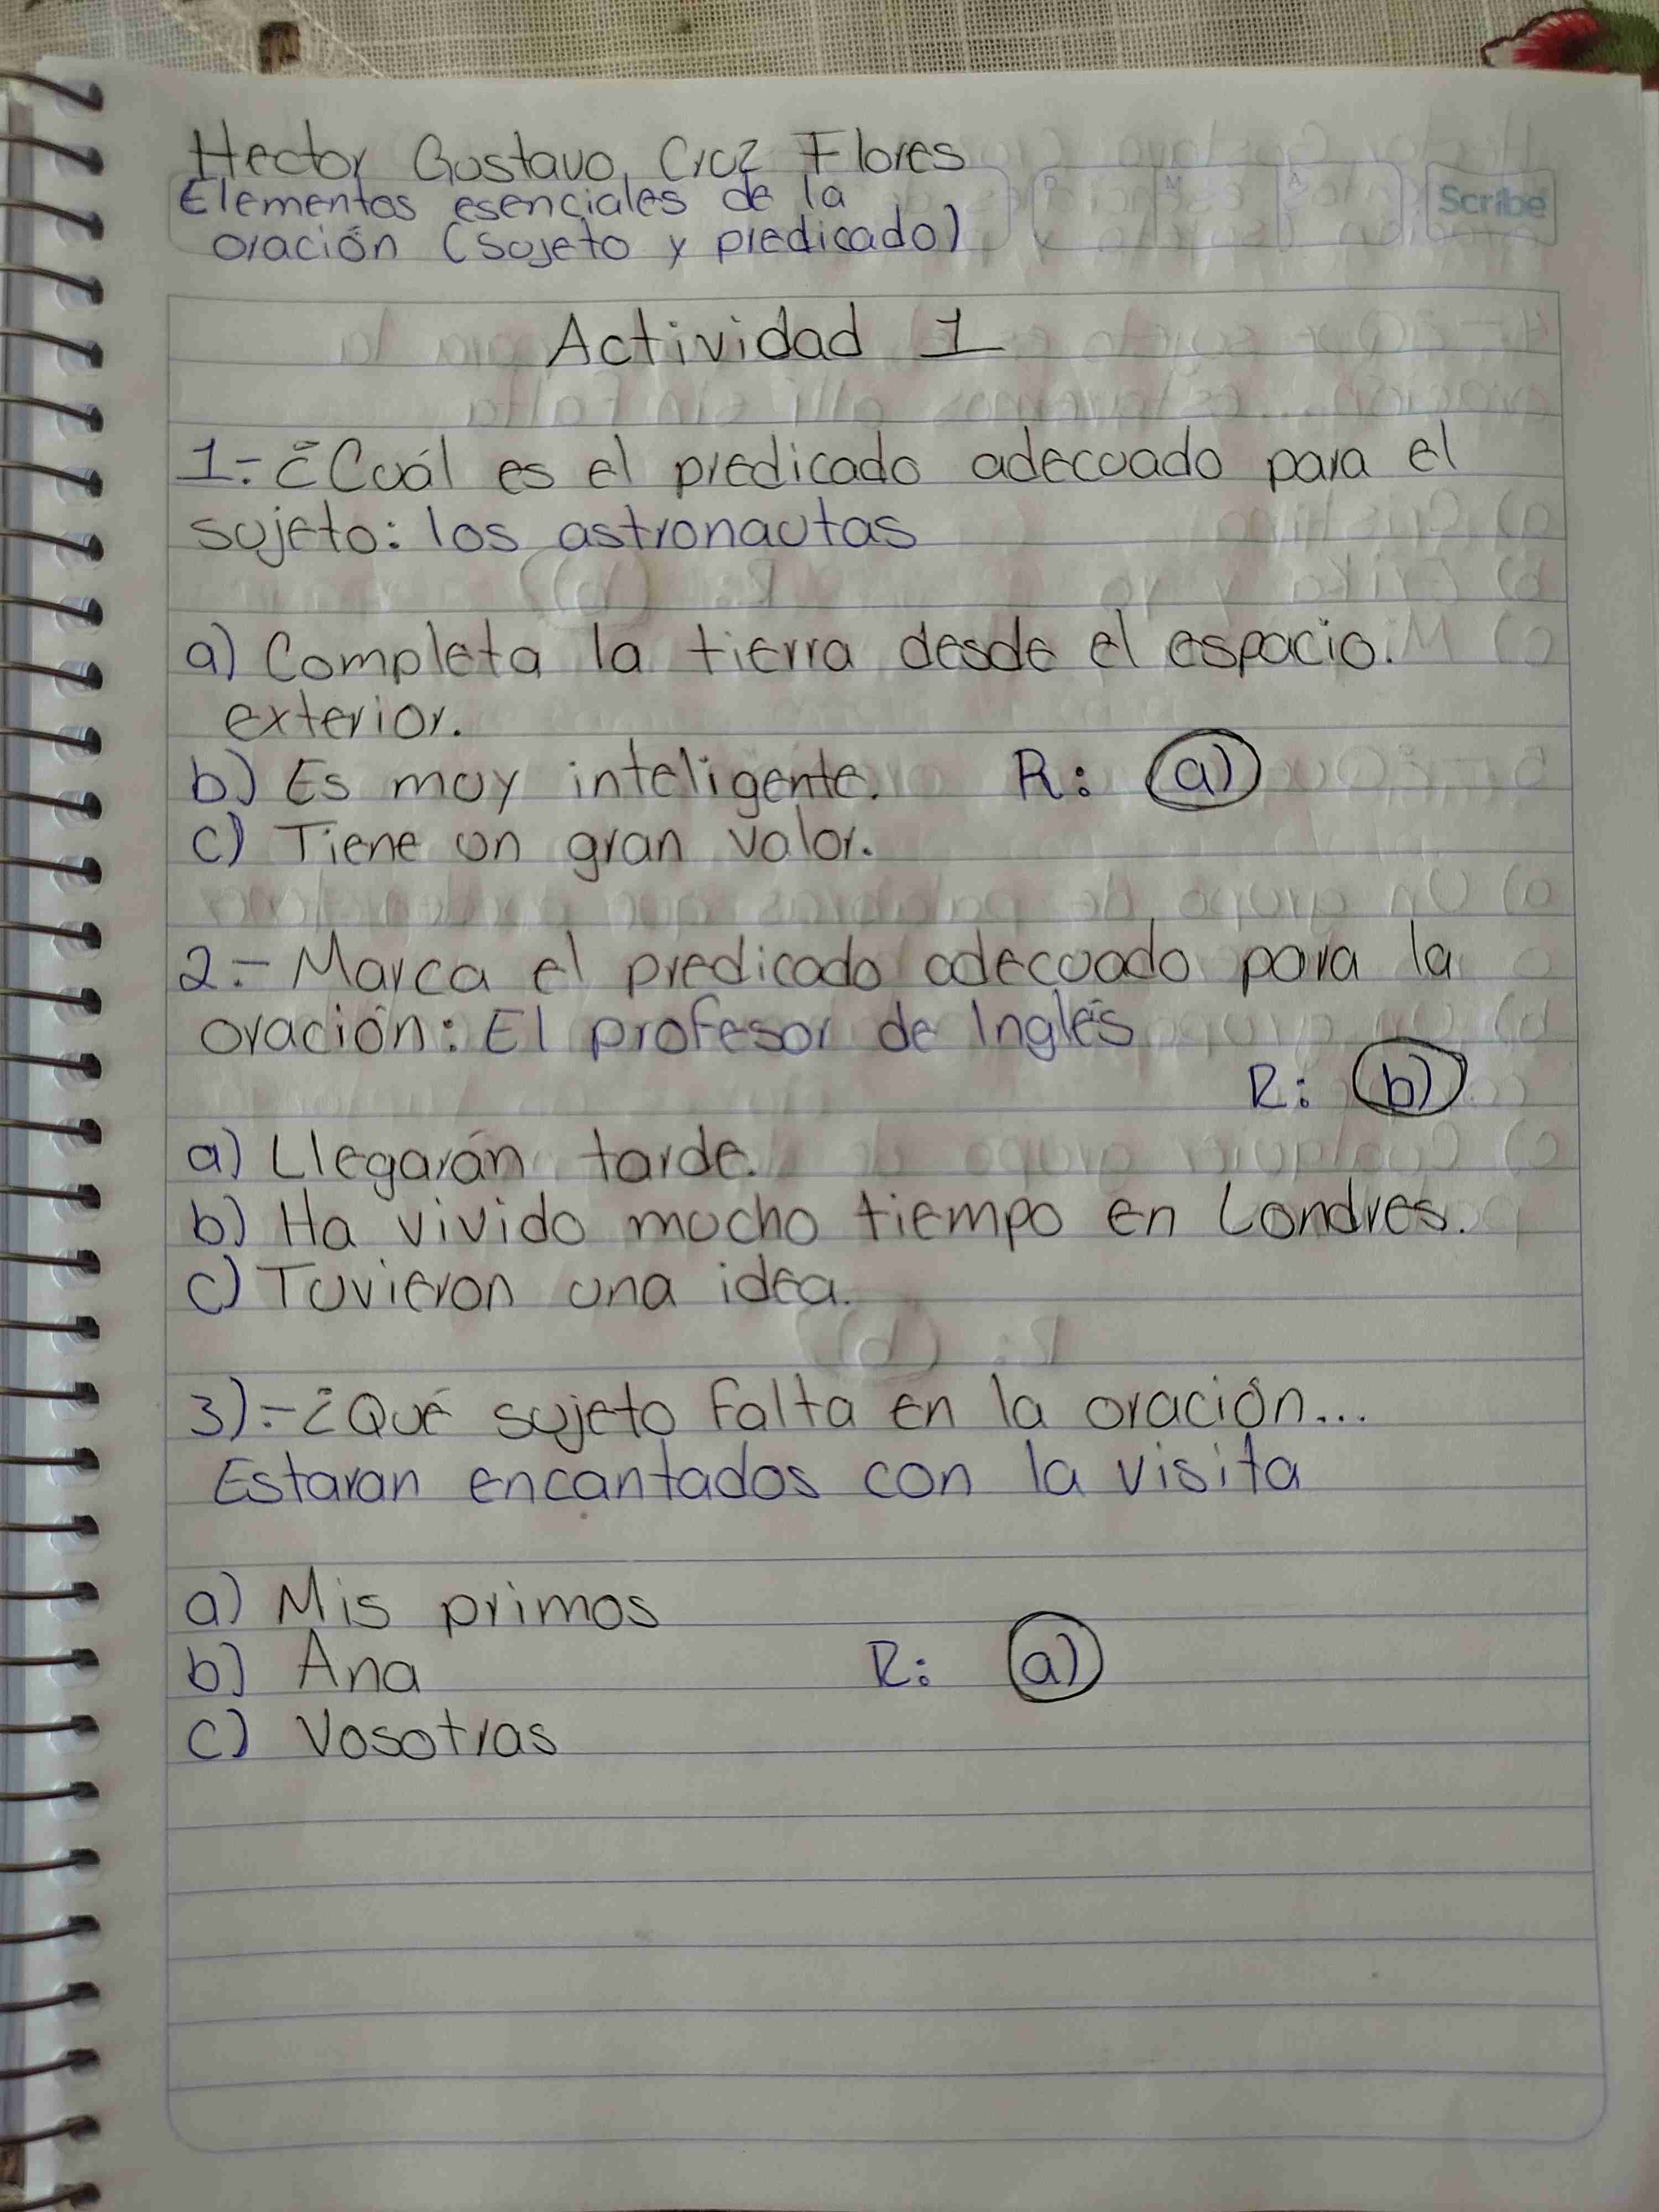 Hector Gustavo Cruz Flores
Elementos esenciales de la
oración (Sujeto y predicado)
Scribe
Actividad 1
1.- ¿Cuál es el predicado adecuado para el
sujeto: los astronautas
a) Completa la tierra desde el espacio.
exterior.
b) Es muy inteligente. R: a)
c) Tiene un gran valor.
2.- Marca el predicado adecuado para la
oración: El profesor de Inglés
R: b)
a) Llegarán tarde.
b) Ha vivido mucho tiempo en Londres.
c) Tuvieron una idea.
3).- ¿Qué sujeto falta en la oración...
Estaran encantados con la visita
a) Mis primos
b) Ana R: a)
c) Vosotras